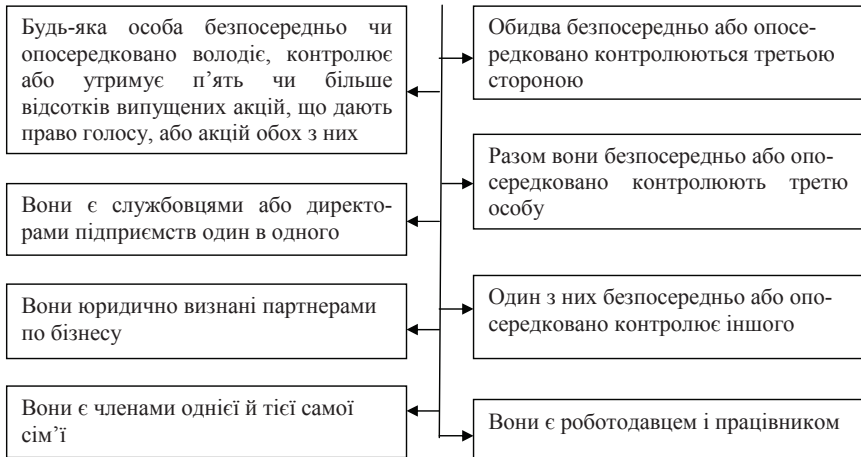 Будь-яка особа безпосередньо чи
опосередковано володіє, контролює
або утримує п’ять чи більше
відсотків випущених акцій, що дають
право голосу, або акцій обох з них
Вони є службовцями або директо-
рами підприємств один в одного
Вони юридично визнані партнерами
по бізнесу
Вони є членами однієї й тієї самої
сім’ї
Обидва безпосередньо або опосе-
редковано контролюються третьою
стороною
Разом вони безпосередньо або опо-
середковано контролюють третю
особу
Один з них безпосередньо або опо-
середковано контролює іншого
Вони є роботодавцем і працівником